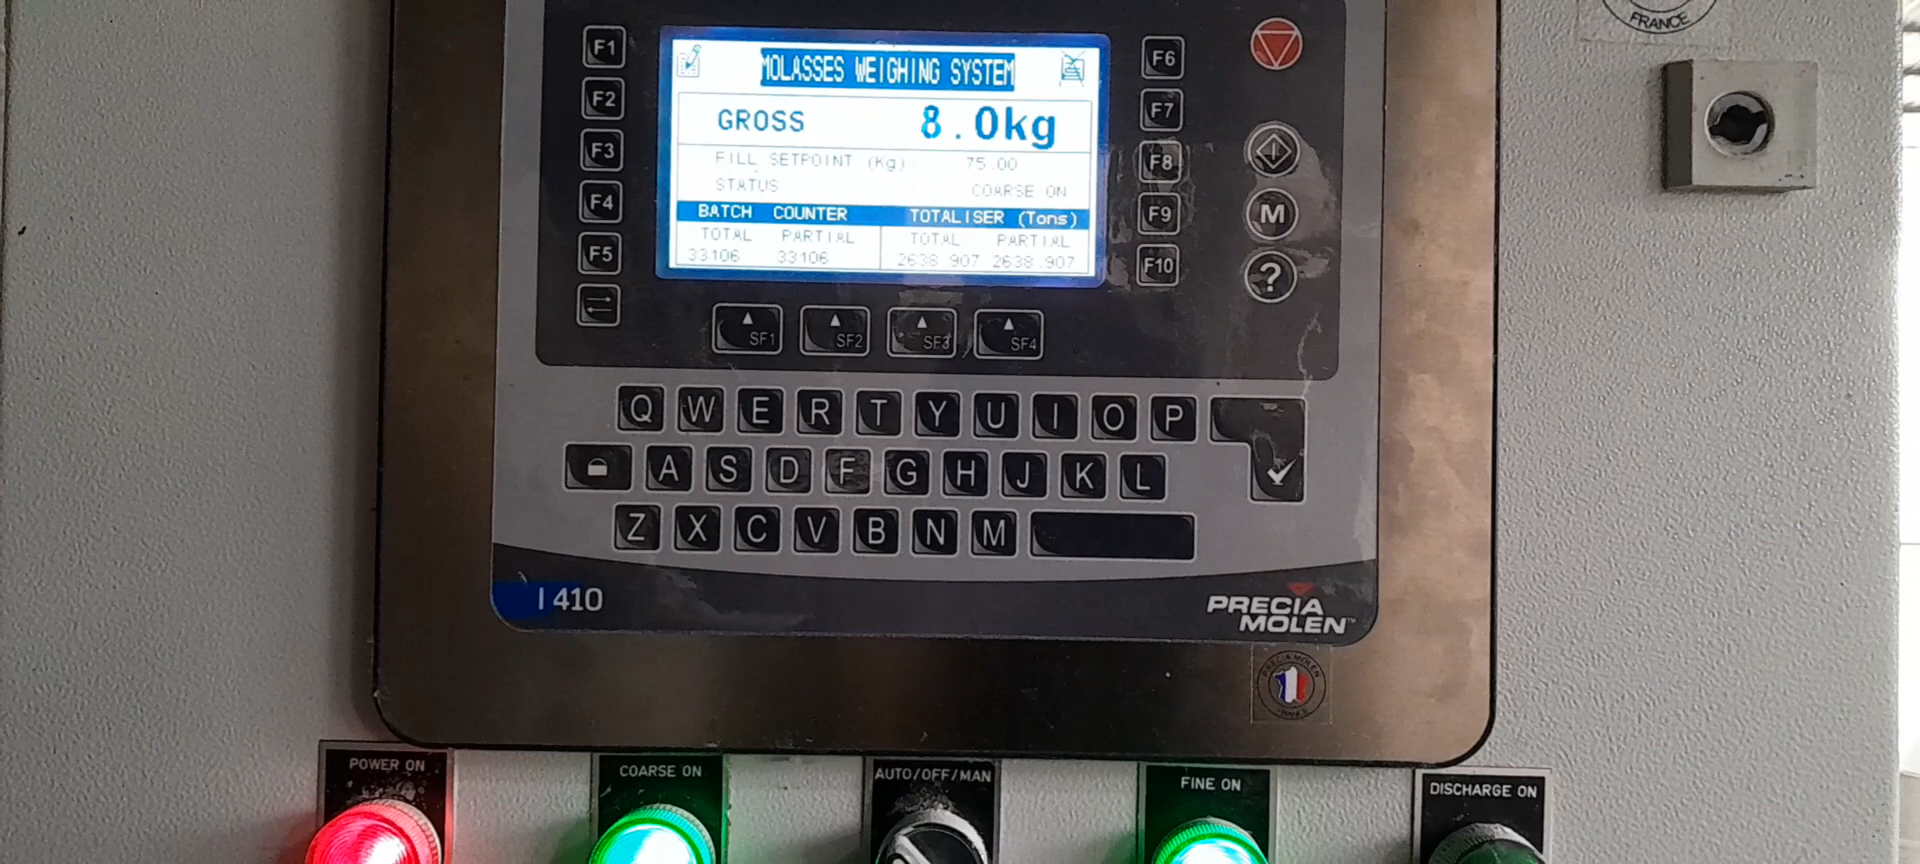 FRANCE
F1
F2
F3
F4
F5
MOLASSES WEIGHING SYSTEM
GROSS 8.0kg
FILL SETPOINT (Kg) 75.00
STATUS COARSE ON
BATCH COUNTER TOTALISER (Tons)
TOTAL PARTIAL TOTAL PARTIAL
33106 33106 2638.907 2638.907
F6
F7
F8
F9
F10
M
?
SF1 SF2 SF3 SF4
Q W E R T Y U I O P
A S D F G H J K L
Z X C V B N M
I 410
PRECIA
MOLEN™
PRECIA MOLEN
FRANCE
POWER ON
COARSE ON
AUTO/OFF/MAN
FINE ON
DISCHARGE ON